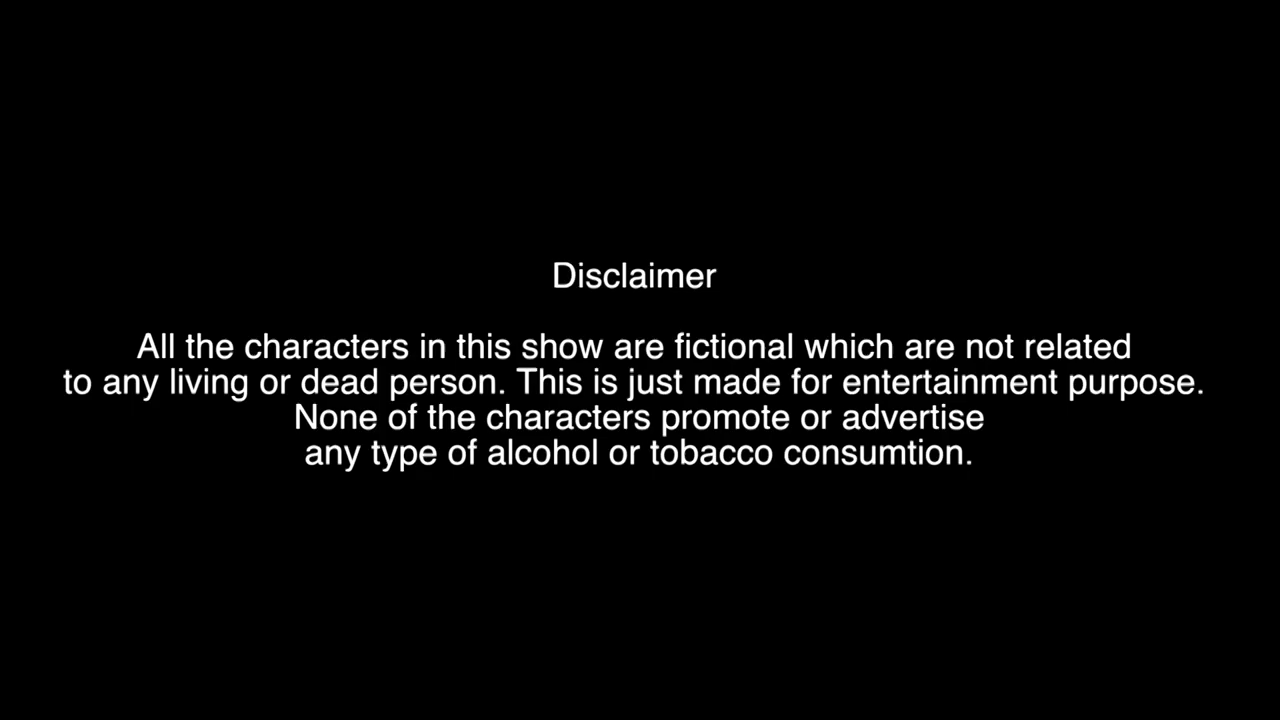 Disclaimer
All the characters in this show are fictional which are not related
to any living or dead person. This is just made for entertainment purpose.
None of the characters promote or advertise
any type of alcohol or tobacco consumtion.